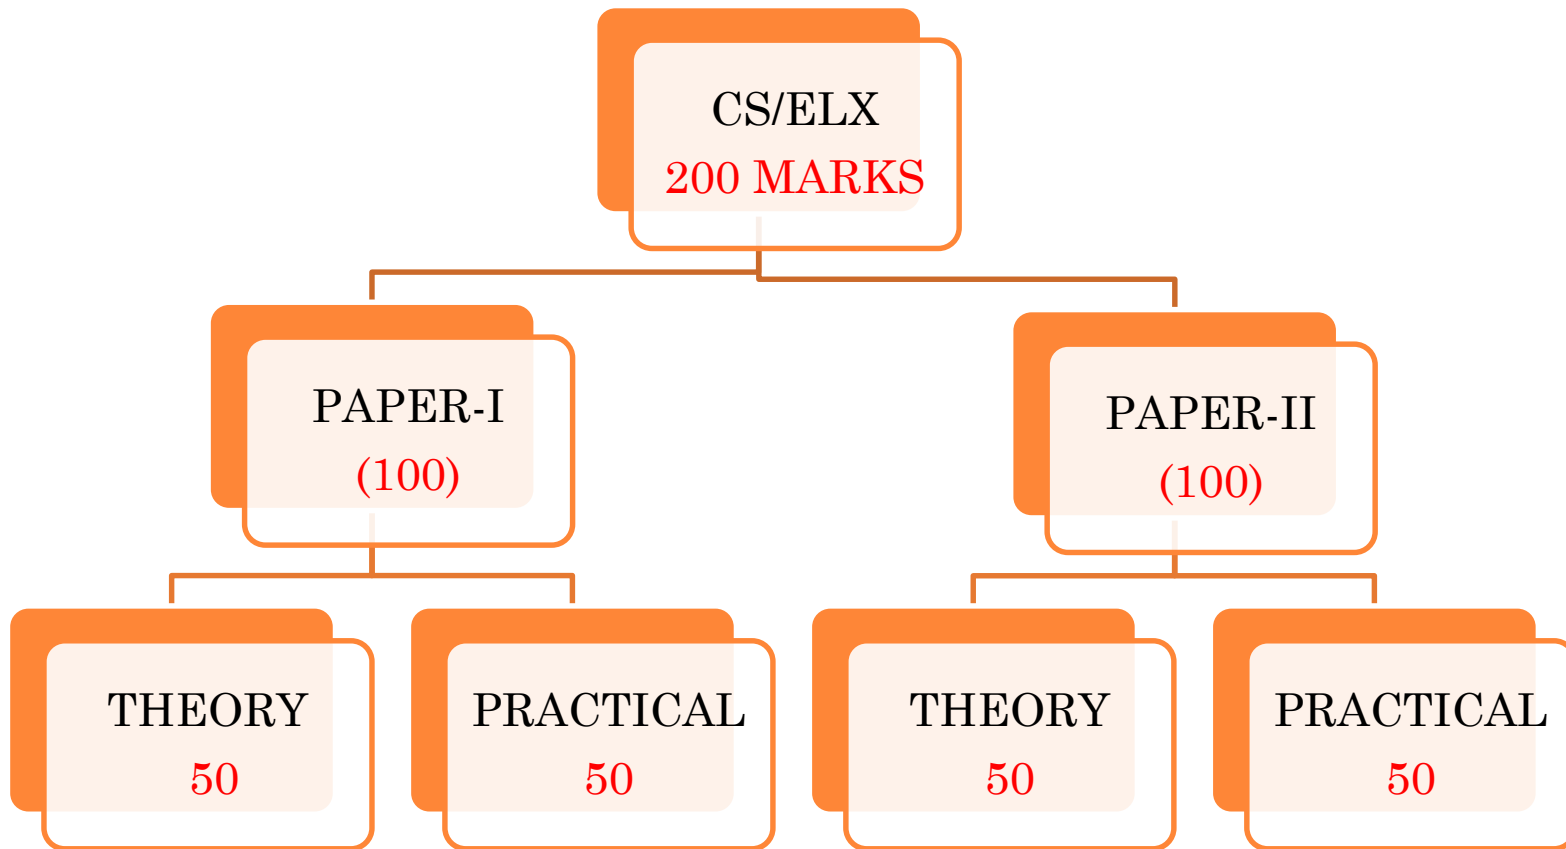 CS/ELX
200 MARKS
PAPER-I
(100)
PAPER-II
(100)
THEORY
50
PRACTICAL
50
THEORY
50
PRACTICAL
50